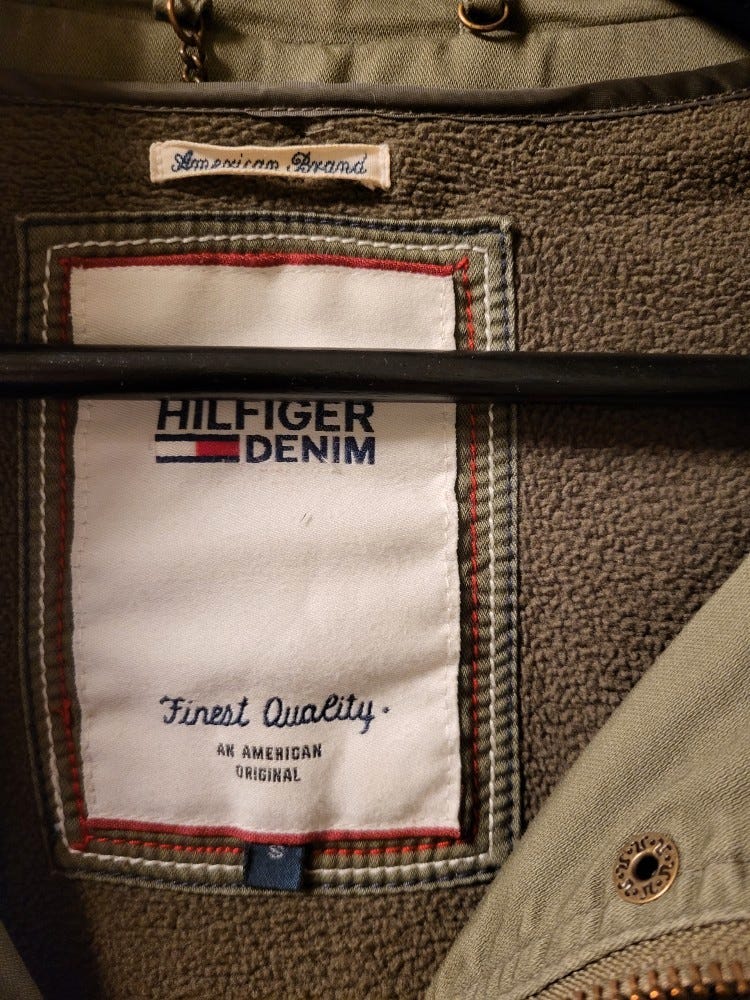 American Brand
HILFIGER
DENIM
Finest Quality.
AN AMERICAN
ORIGINAL
S